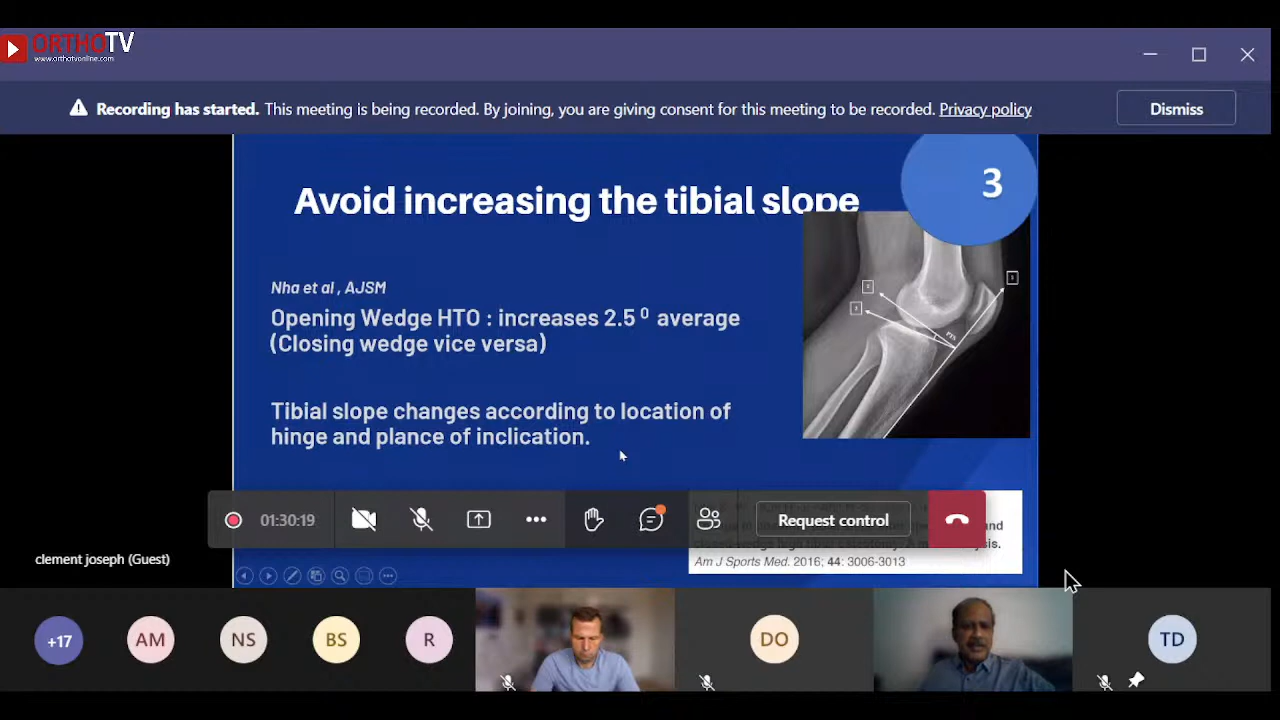 ORTHOTV
www.orthotvonline.com
Recording has started. This meeting is being recorded. By joining, you are giving consent for this meeting to be recorded. Privacy policy
Dismiss
Avoid increasing the tibial slope
3
Nha et al , AJSM
Opening Wedge HTO : increases 2.5⁰ average
(Closing wedge vice versa)
Tibial slope changes according to location of
hinge and plance of inclication.
01:30:19
Request control
and
Am J Sports Med. 2016; 44: 3006-3013
clement joseph (Guest)
+17
AM
NS
BS
R
DO
TD